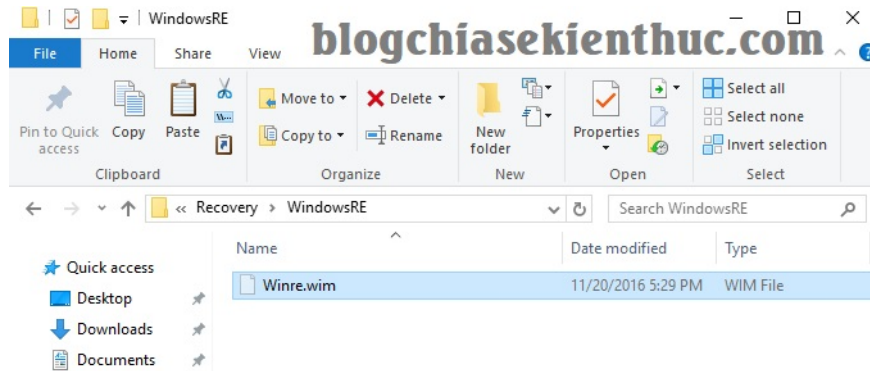 WindowsRE
blogchiasekienthuc.com
File Home Share View
Pin to Quick access
Copy
Paste
W...
Move to
Copy to
Delete
Rename
New folder
Properties
Select all
Select none
Invert selection
Clipboard Organize New Open Select
« Recovery > WindowsRE
Search WindowsRE
Name Date modified Type
Quick access
Winre.wim 11/20/2016 5:29 PM WIM File
Desktop
Downloads
Documents